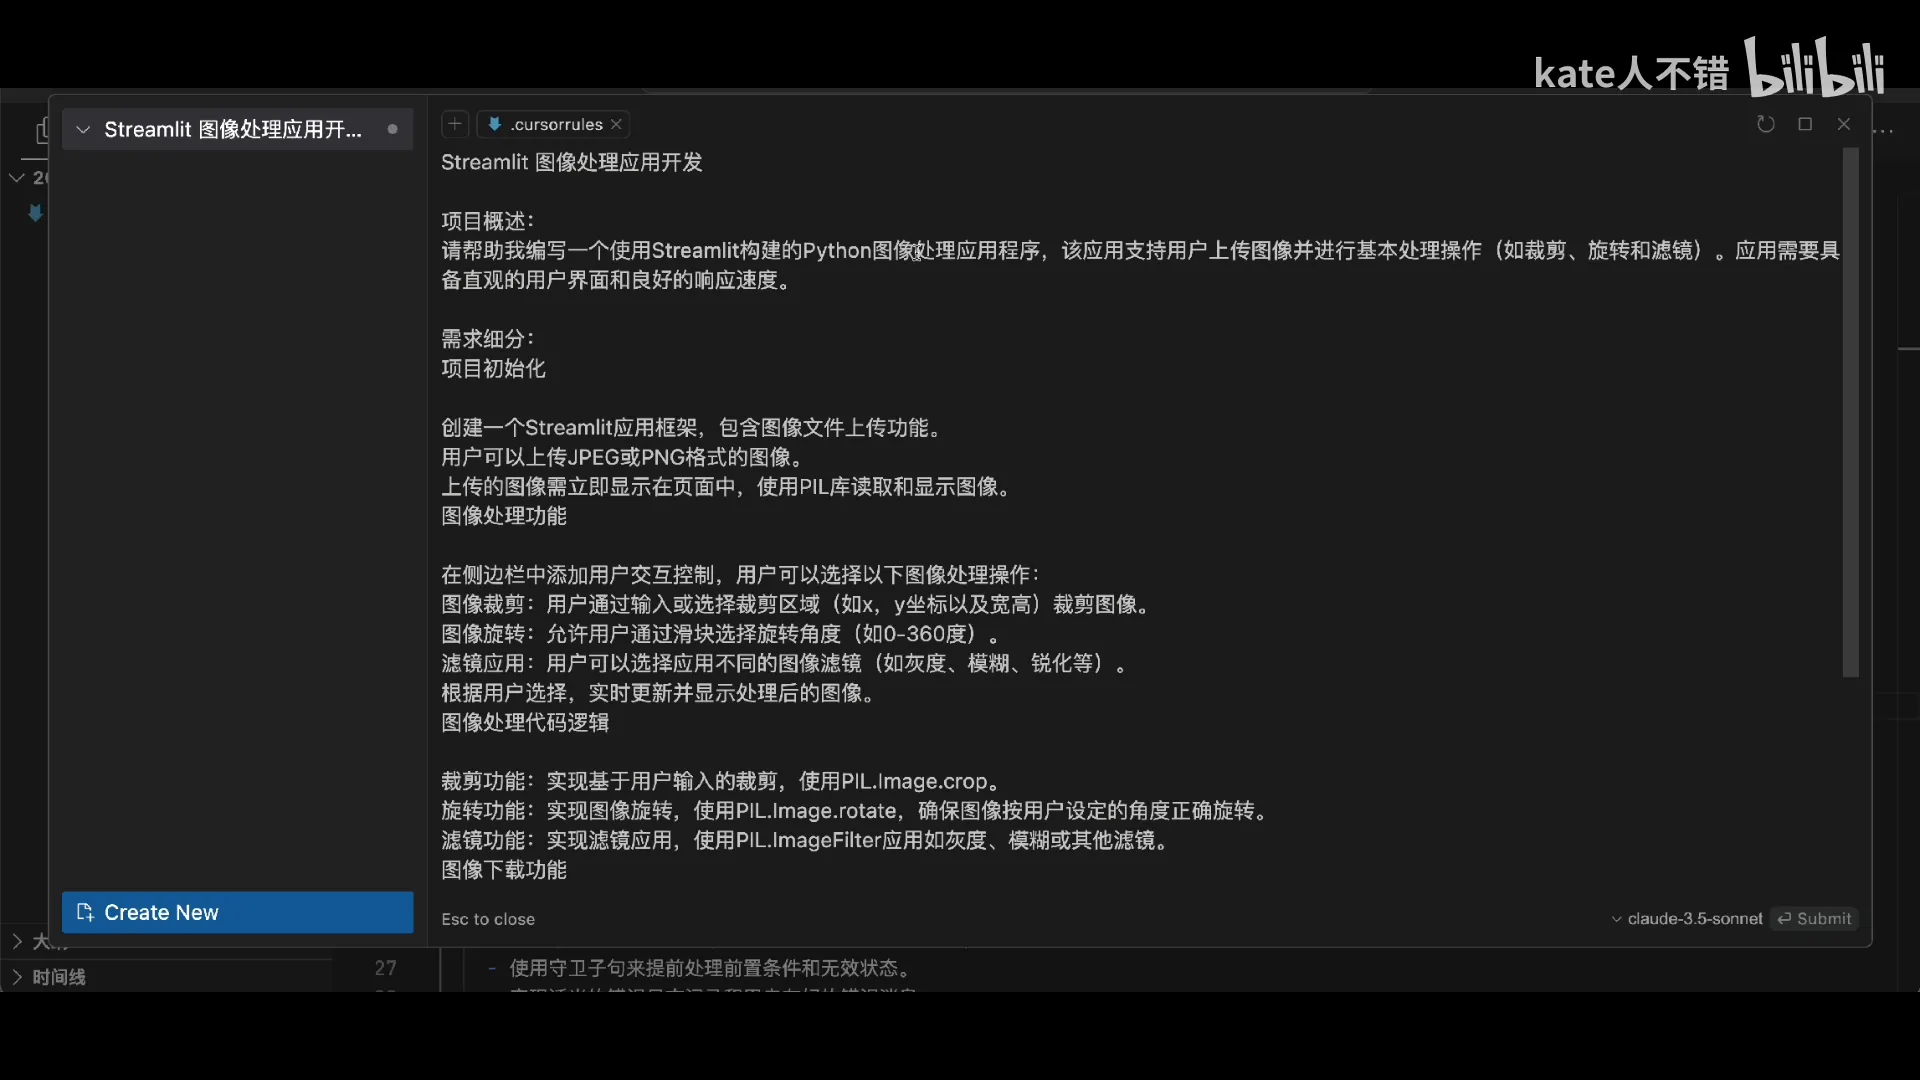 kate人不错 bilibili
Streamlit 图像处理应用开...
.cursorrules
Streamlit 图像处理应用开发
项目概述：
请帮助我编写一个使用Streamlit构建的Python图像处理应用程序，该应用支持用户上传图像并进行基本处理操作（如裁剪、旋转和滤镜）。应用需要具
备直观的用户界面和良好的响应速度。
需求细分：
项目初始化
创建一个Streamlit应用框架，包含图像文件上传功能。
用户可以上传JPEG或PNG格式的图像。
上传的图像需立即显示在页面中，使用PIL库读取和显示图像。
图像处理功能
在侧边栏中添加用户交互控制，用户可以选择以下图像处理操作：
图像裁剪：用户通过输入或选择裁剪区域（如x，y坐标以及宽高）裁剪图像。
图像旋转：允许用户通过滑块选择旋转角度（如0-360度）。
滤镜应用：用户可以选择应用不同的图像滤镜（如灰度、模糊、锐化等）。
根据用户选择，实时更新并显示处理后的图像。
图像处理代码逻辑
裁剪功能：实现基于用户输入的裁剪，使用PIL.Image.crop。
旋转功能：实现图像旋转，使用PIL.Image.rotate，确保图像按用户设定的角度正确旋转。
滤镜功能：实现滤镜应用，使用PIL.ImageFilter应用如灰度、模糊或其他滤镜。
图像下载功能
Create New
Esc to close
claude-3.5-sonnet
Submit
时间线
27 - 使用守卫子句来提前处理前置条件和无效状态。